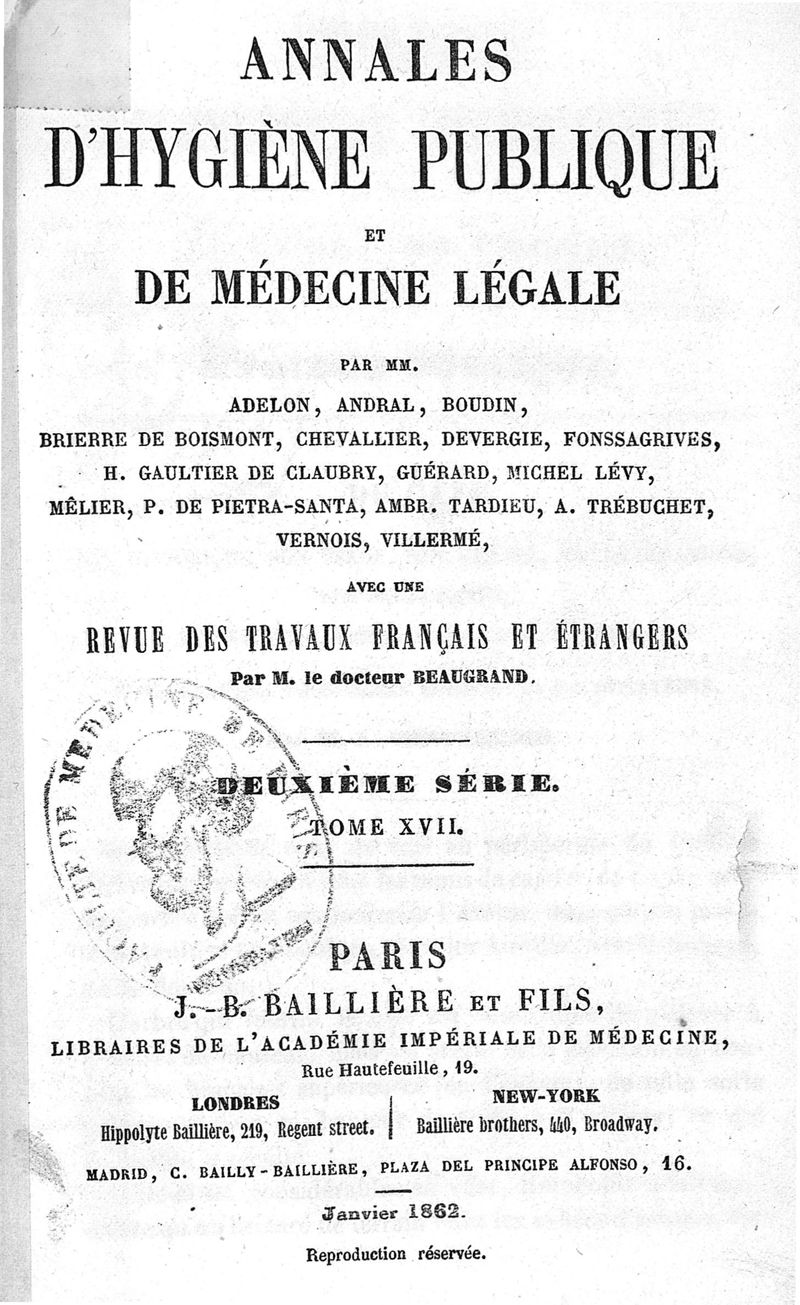 ANNALES
D'HYGIÈNE PUBLIQUE
ET
DE MÉDECINE LÉGALE
PAR MM.
ADELON, ANDRAL, BOUDIN,
BRIERRE DE BOISMONT, CHEVALLIER, DEVERGIE, FONSSAGRIVES,
H. GAULTIER DE CLAUBRY, GUÉRARD, MICHEL LÉVY,
MÊLIER, P. DE PIETRA-SANTA, AMBR. TARDIEU, A. TRÉBUCHET,
VERNOIS, VILLERMÉ,
AVEC UNE
REVUE DES TRAVAUX FRANÇAIS ET ÉTRANGERS
Par M. le docteur BEAUGRAND.
DE MEDECINE DE PARIS
DEUXIÈME SÉRIE.
TOME XVII.
PARIS
J.-B. BAILLIÈRE ET FILS,
LIBRAIRES DE L'ACADÉMIE IMPÉRIALE DE MÉDECINE,
Rue Hautefeuille, 19.
LONDRES
Hippolyte Baillière, 219, Regent street.
NEW-YORK
Baillière brothers, 440, Broadway.
MADRID, C. BAILLY-BAILLIÈRE, PLAZA DEL PRINCIPE ALFONSO, 16.
Janvier 1862.
Reproduction réservée.